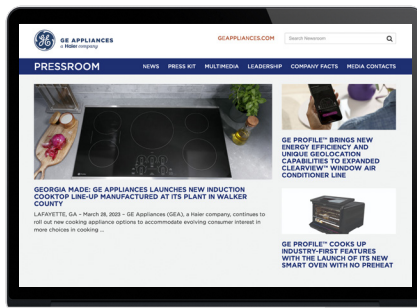 GE APPLIANCES
a Haier company
GEAPPLIANCES.COM
Search Newsroom
PRESSROOM
NEWS PRESS KIT MULTIMEDIA LEADERSHIP COMPANY FACTS MEDIA CONTACTS
GEORGIA MADE: GE APPLIANCES LAUNCHES NEW INDUCTION
COOKTOP LINE-UP MANUFACTURED AT ITS PLANT IN WALKER
COUNTY
LAFAYETTE, GA – March 28, 2023 – GE Appliances (GEA), a Haier company, continues to
roll out new cooking appliance options to accommodate evolving consumer interest in
more choices in cooking ...
GE PROFILE™ BRINGS NEW
ENERGY EFFICIENCY AND
UNIQUE GEOLOCATION
CAPABILITIES TO EXPANDED
CLEARVIEW™ WINDOW AIR
CONDITIONER LINE
GE PROFILE™ COOKS UP
INDUSTRY-FIRST FEATURES
WITH THE LAUNCH OF ITS NEW
SMART OVEN WITH NO PREHEAT